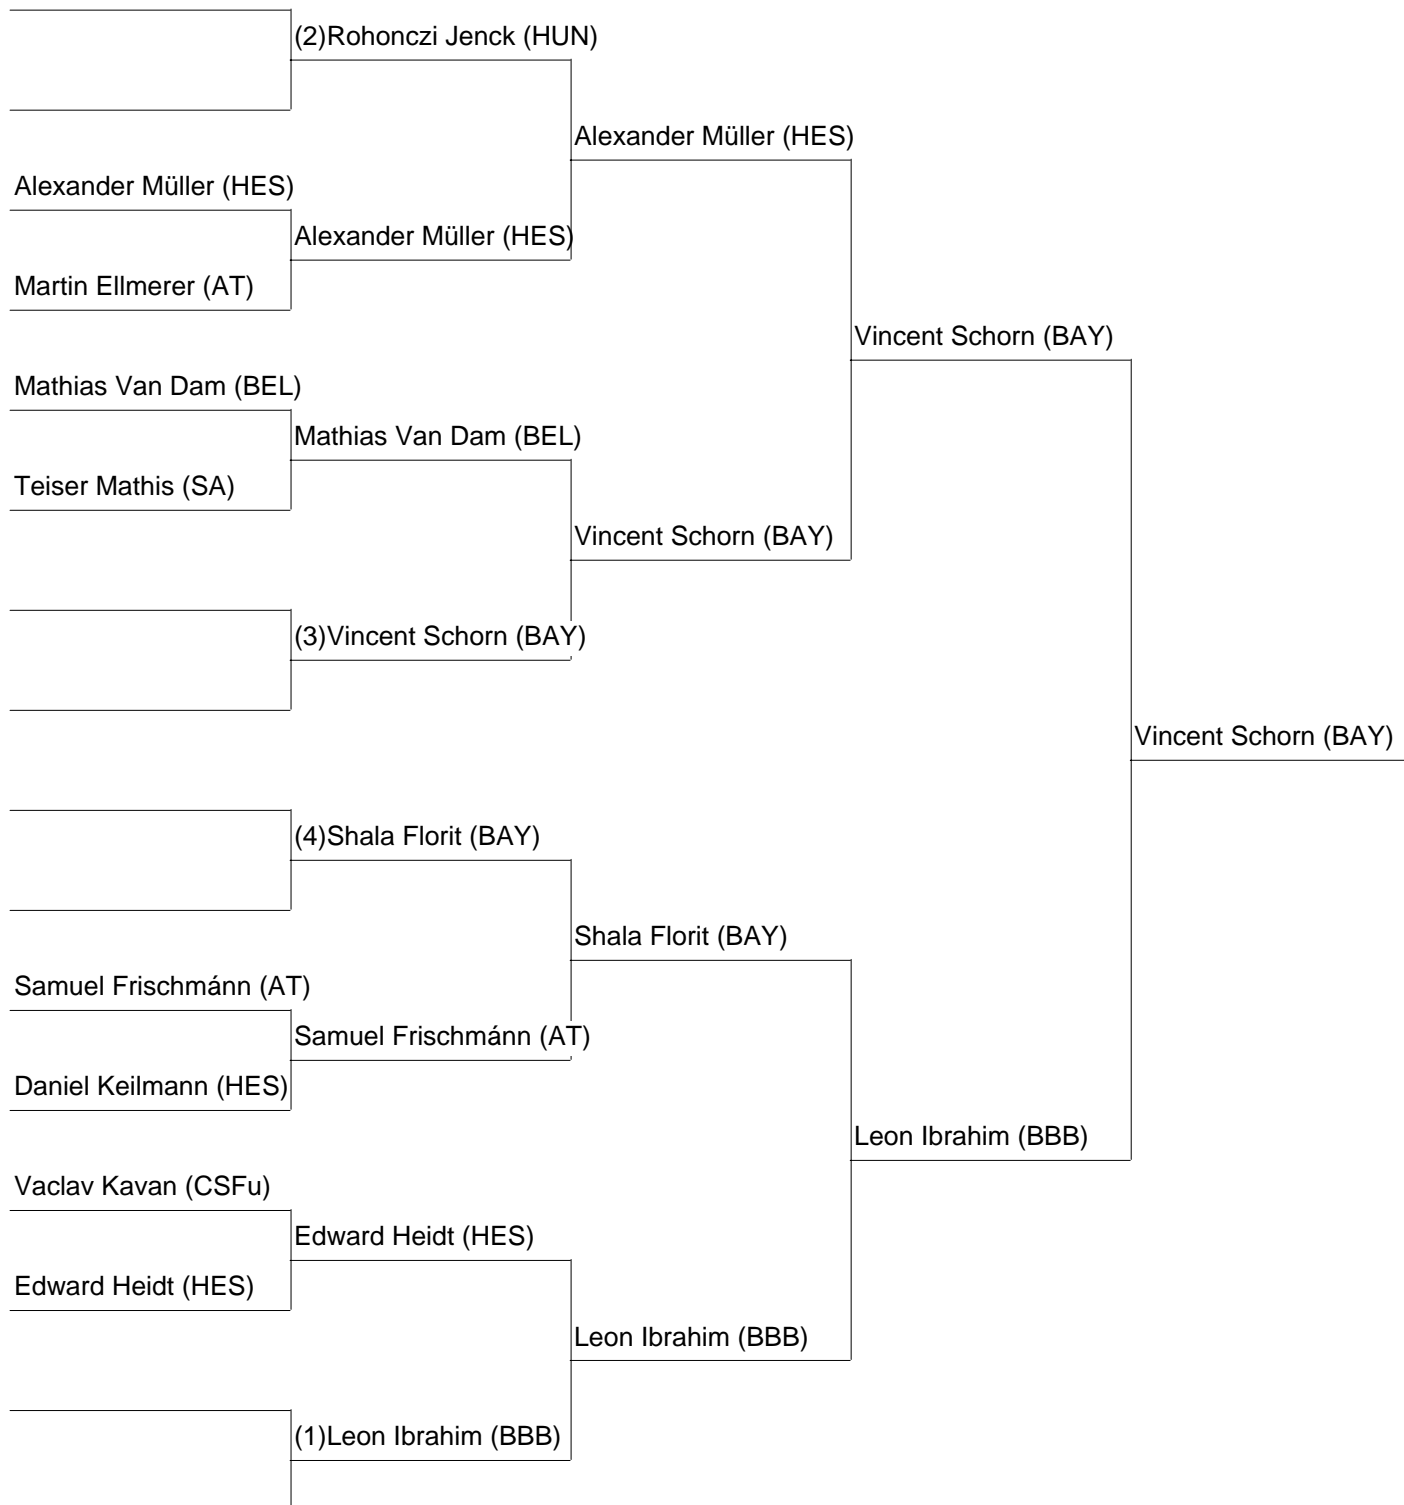 (2)Rohonczi Jenck (HUN)
Alexander Müller (HES)
Alexander Müller (HES)
Alexander Müller (HES)
Martin Ellmerer (AT)
Vincent Schorn (BAY)
Mathias Van Dam (BEL)
Mathias Van Dam (BEL)
Teiser Mathis (SA)
Vincent Schorn (BAY)
(3)Vincent Schorn (BAY)
Vincent Schorn (BAY)
(4)Shala Florit (BAY)
Shala Florit (BAY)
Samuel Frischmánn (AT)
Samuel Frischmánn (AT)
Daniel Keilmann (HES)
Leon Ibrahim (BBB)
Vaclav Kavan (CSFu)
Edward Heidt (HES)
Edward Heidt (HES)
Leon Ibrahim (BBB)
(1)Leon Ibrahim (BBB)